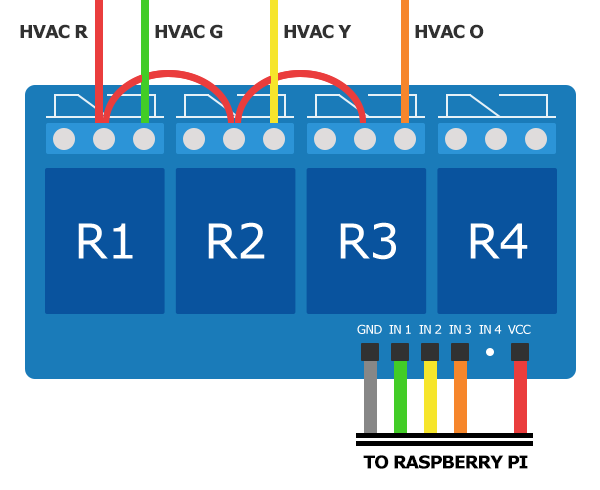 HVAC R
HVAC G
HVAC Y
HVAC O
R1
R2
R3
R4
GND
IN 1
IN 2
IN 3
IN 4
VCC
TO RASPBERRY PI